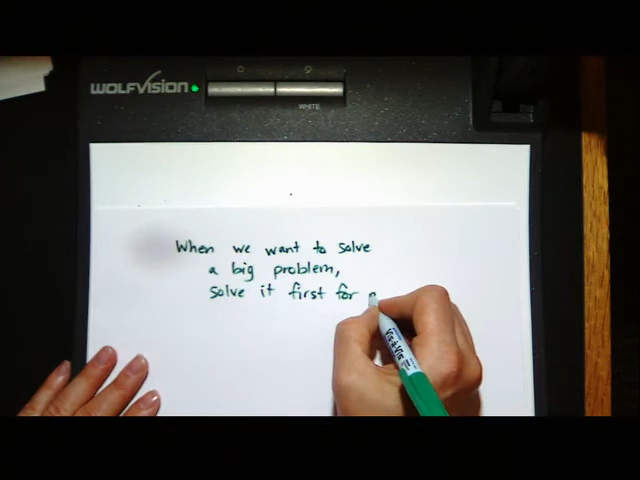 WOLFVISION
WHITE
When we want to solve
a big problem,
solve it first for
Vis-à-Vis